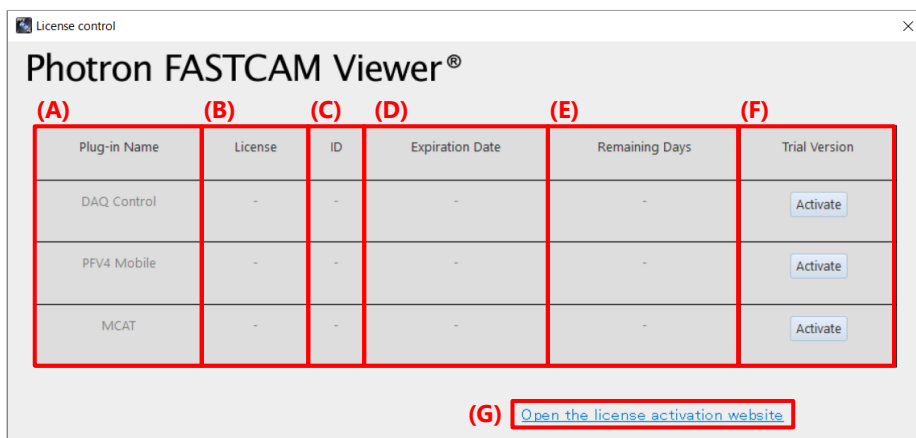 License control
Photron FASTCAM Viewer®
(A) (B) (C) (D) (E) (F)
Plug-in Name License ID Expiration Date Remaining Days Trial Version
DAQ Control - - - - Activate
PFV4 Mobile - - - - Activate
MCAT - - - - Activate
(G) Open the license activation website